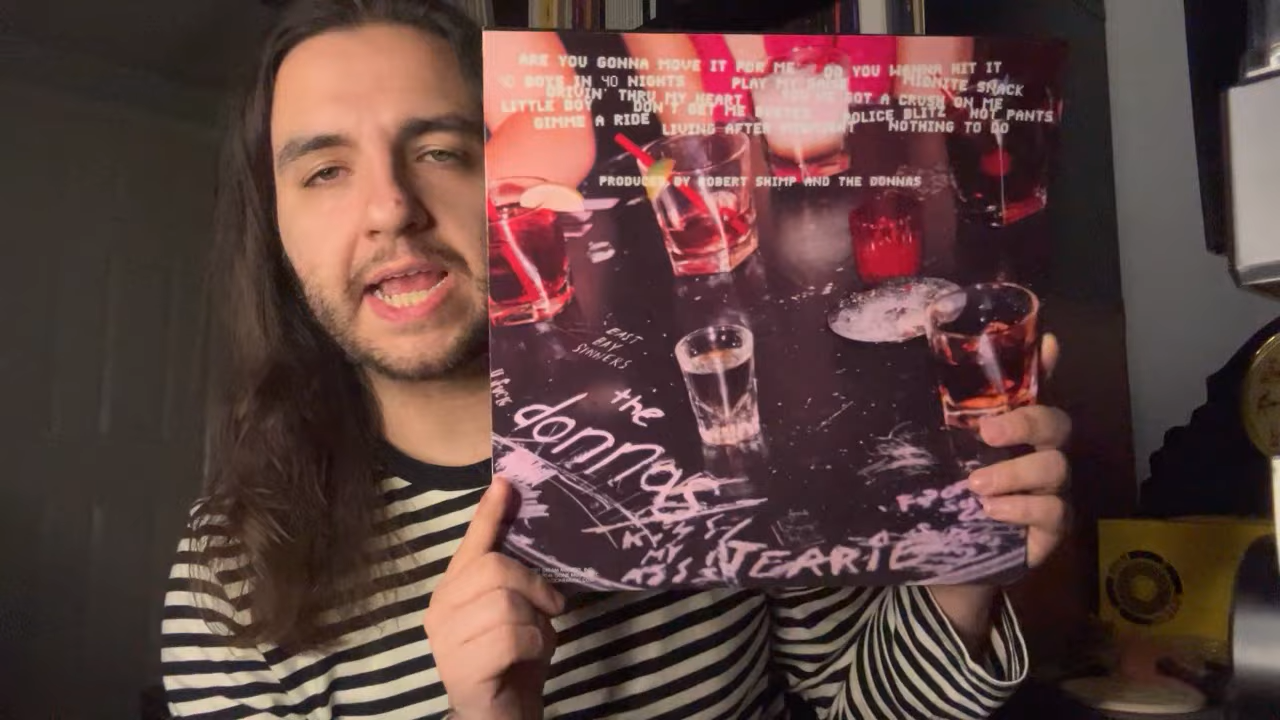 ARE YOU GONNA MOVE IT FOR ME DO YOU WANNA HIT IT
40 BOYS IN 40 NIGHTS PLAY MY GAME MIDNITE SNACK
DRIVIN' THRU MY HEART GOT A CRUSH ON ME
LITTLE BOY DON'T GET ME POLICE BLITZ HOT PANTS
GIMME A RIDE LIVING AFTER MIDNIGHT NOTHING TO DO
PRODUCED BY ROBERT SHIMP AND THE DONNAS
EAST
BAY
SINNERS
the
donnas
KISS
MY
ASS